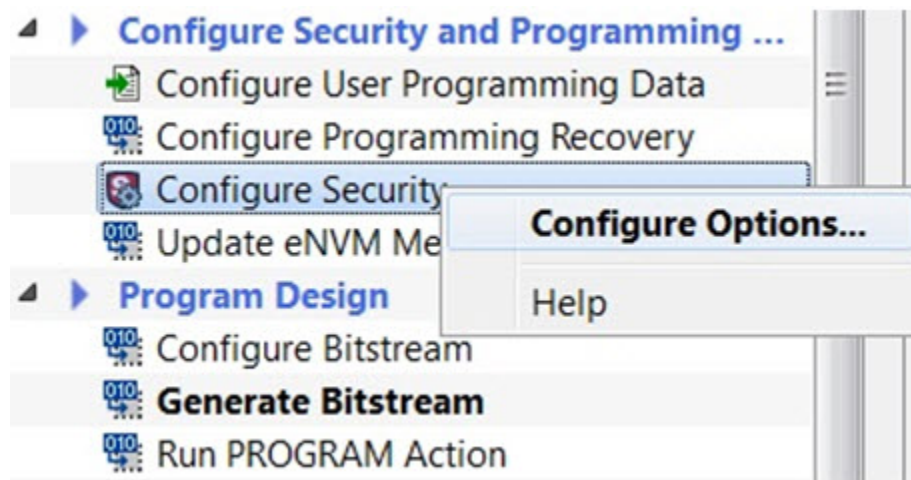 Configure Security and Programming ...
Configure User Programming Data
Configure Programming Recovery
Configure Security
Configure Options...
Update eNVM Me
Program Design
Help
Configure Bitstream
Generate Bitstream
Run PROGRAM Action